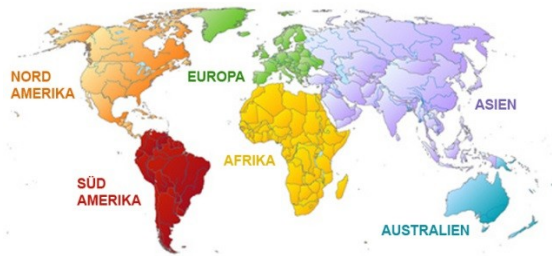 NORD
AMERIKA
EUROPA
ASIEN
AFRIKA
SÜD
AMERIKA
AUSTRALIEN